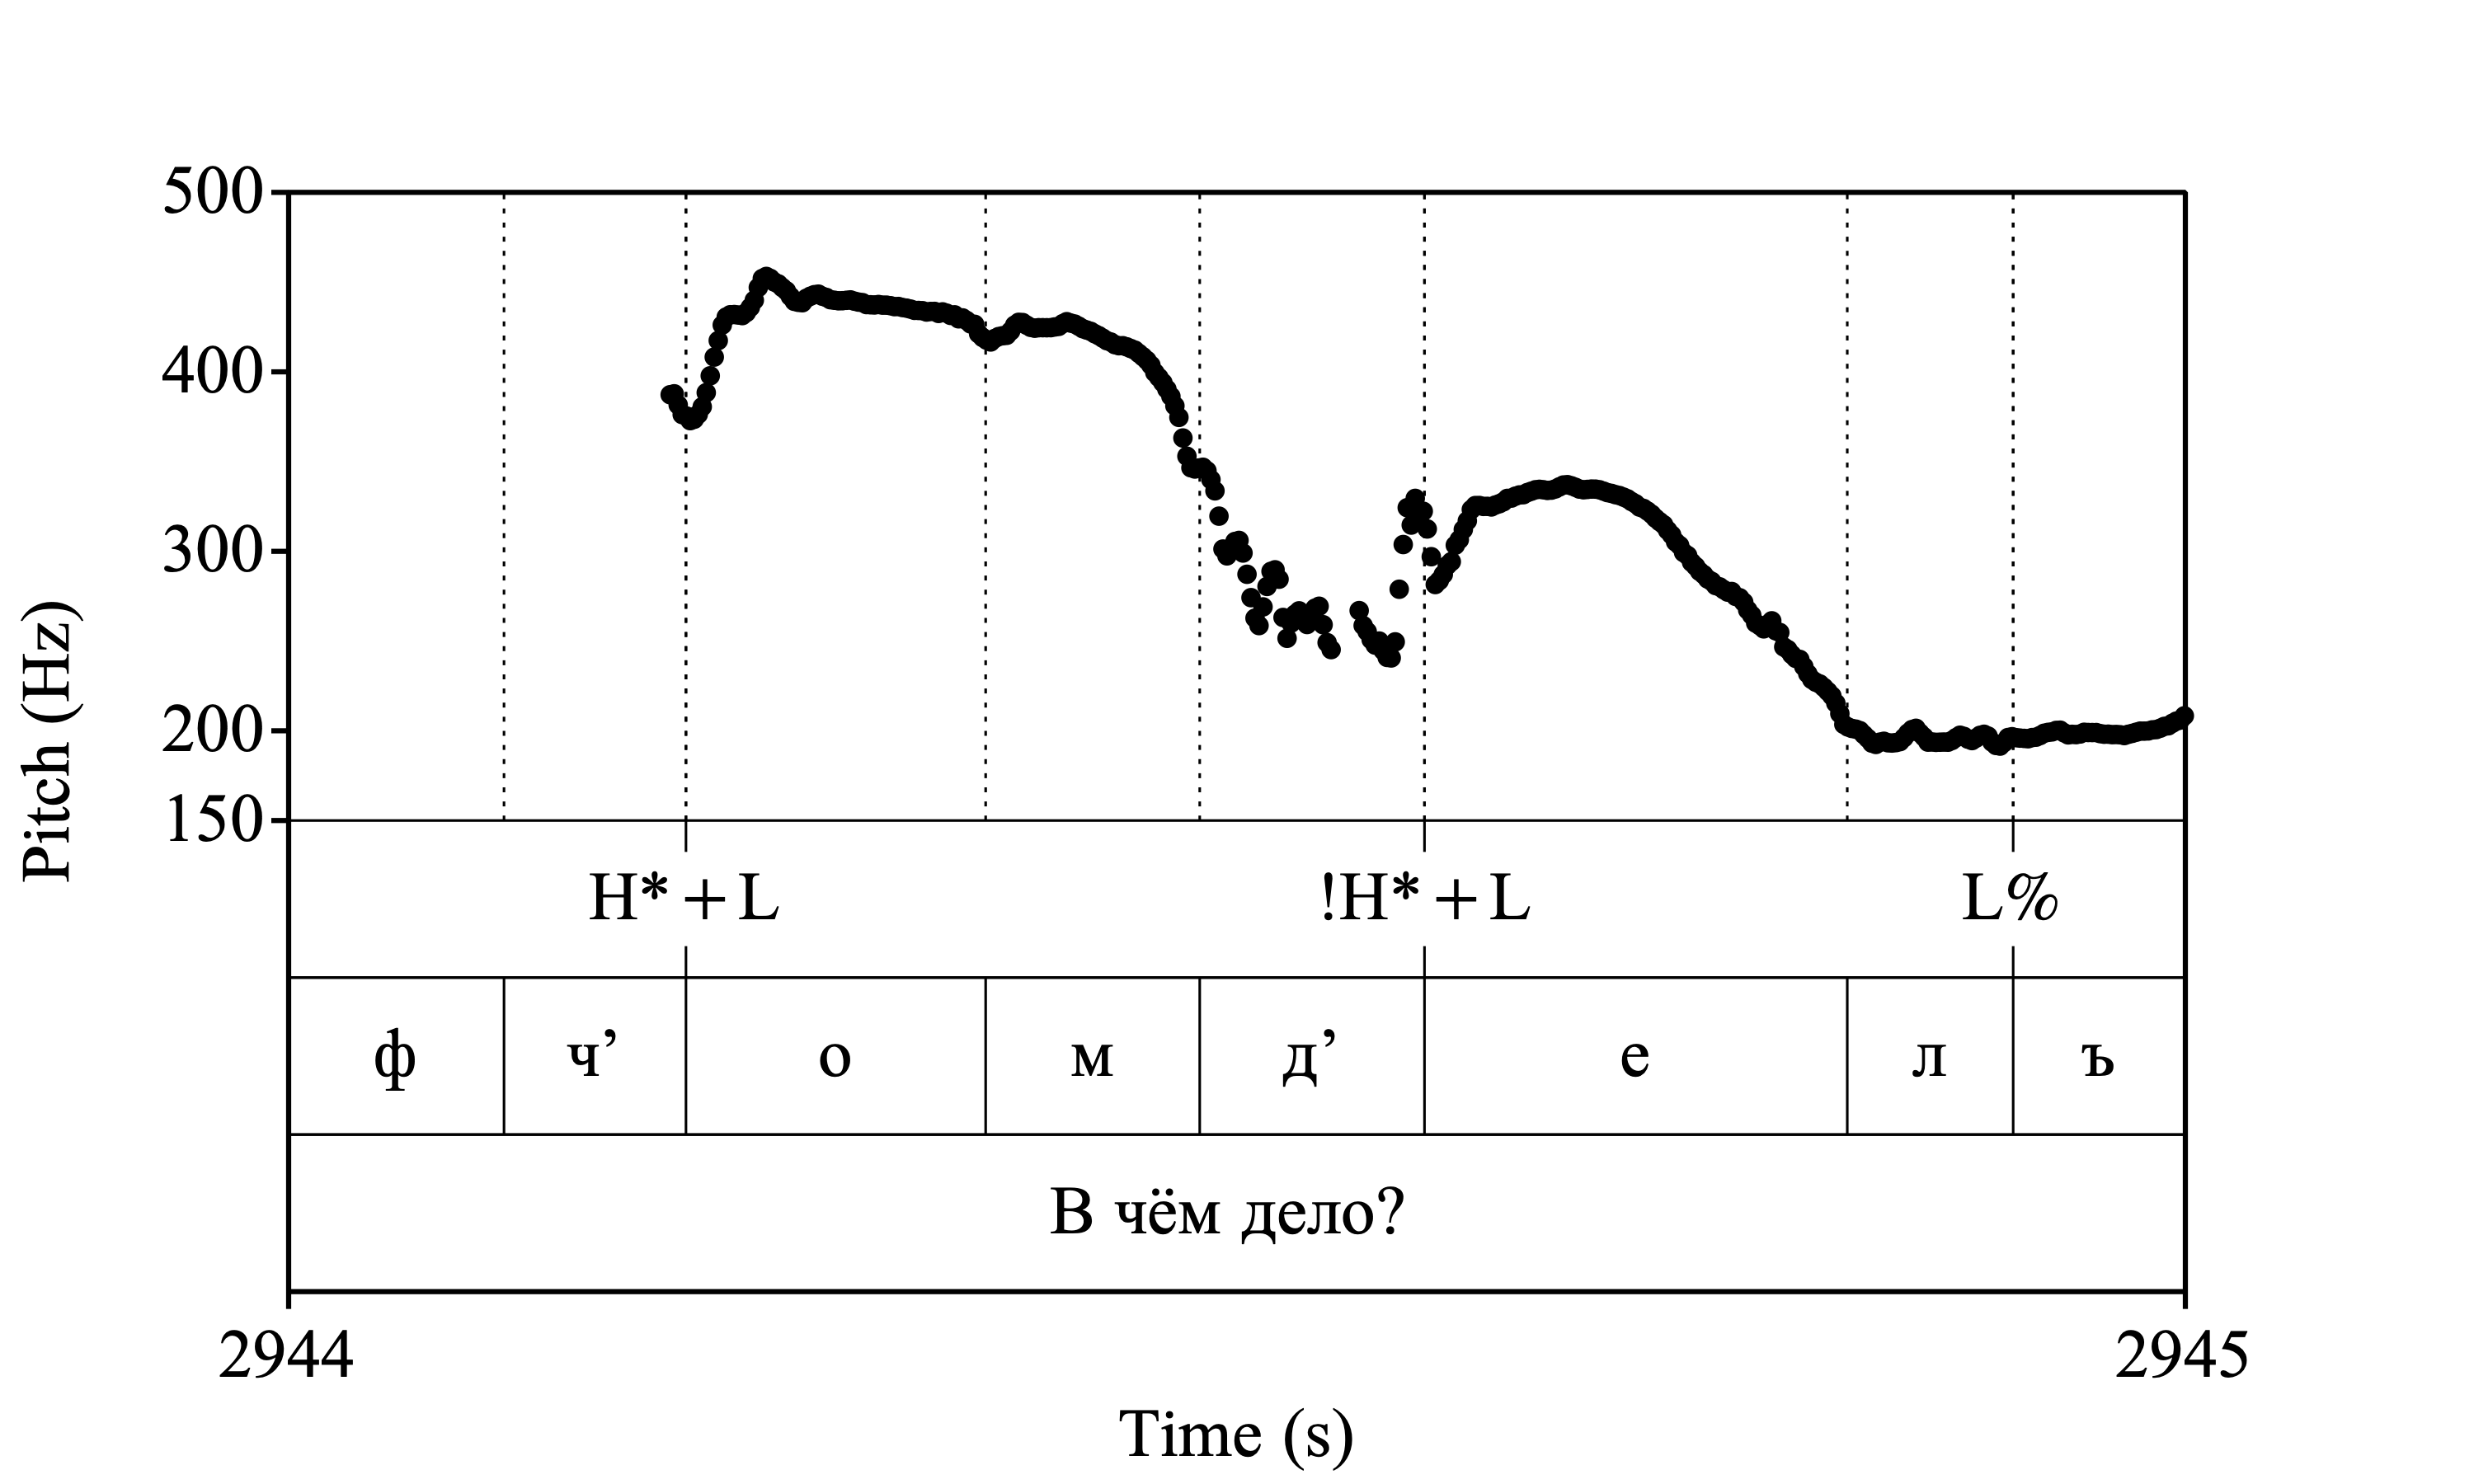 500
400
300
200
150
Pitch (Hz)
H*+L !H*+L L%
ф ч’ о м д’ е л ъ
В чём дело?
2944 2945
Time (s)